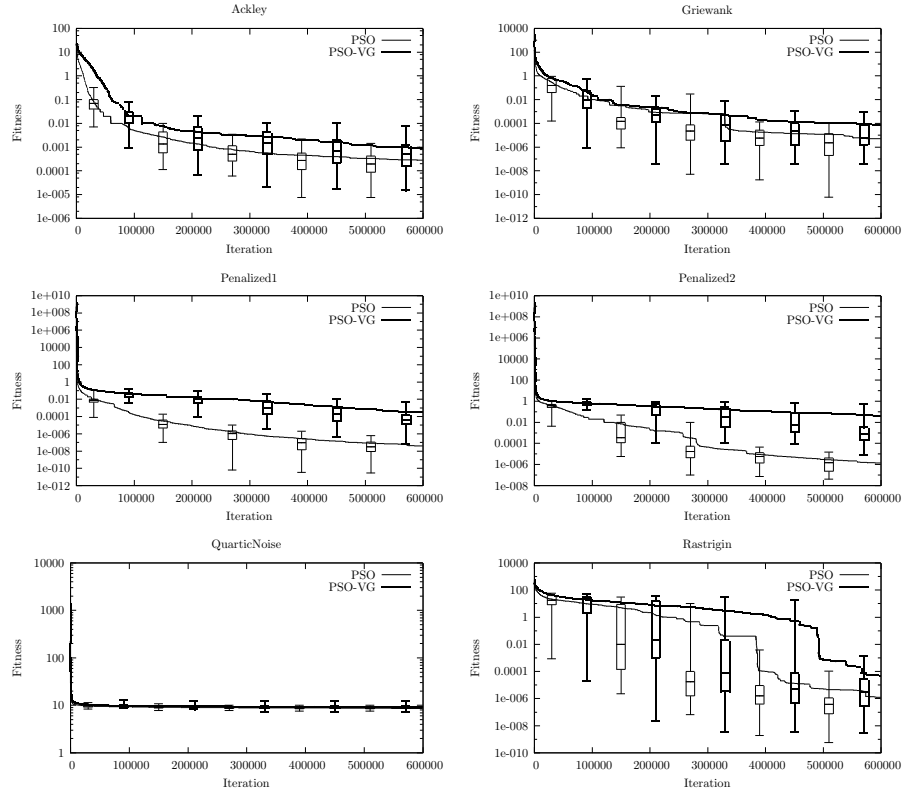 Ackley
PSO
PSO-VG
100
10
1
0.1
0.01
0.001
0.0001
1e-005
1e-006
0
100000
200000
300000
400000
500000
600000
Fitness
Iteration
Griewank
PSO
PSO-VG
10000
100
1
0.01
0.0001
1e-006
1e-008
1e-010
1e-012
0
100000
200000
300000
400000
500000
600000
Fitness
Iteration
Penalized1
PSO
PSO-VG
1e+010
1e+008
1e+006
10000
100
1
0.01
0.0001
1e-006
1e-008
1e-010
1e-012
0
100000
200000
300000
400000
500000
600000
Fitness
Iteration
Penalized2
PSO
PSO-VG
1e+010
1e+008
1e+006
10000
100
1
0.01
0.0001
1e-006
1e-008
0
100000
200000
300000
400000
500000
600000
Fitness
Iteration
QuarticNoise
PSO
PSO-VG
10000
1000
100
10
1
0
100000
200000
300000
400000
500000
600000
Fitness
Iteration
Rastrigin
PSO
PSO-VG
10000
100
1
0.01
0.0001
1e-006
1e-008
1e-010
0
100000
200000
300000
400000
500000
600000
Fitness
Iteration